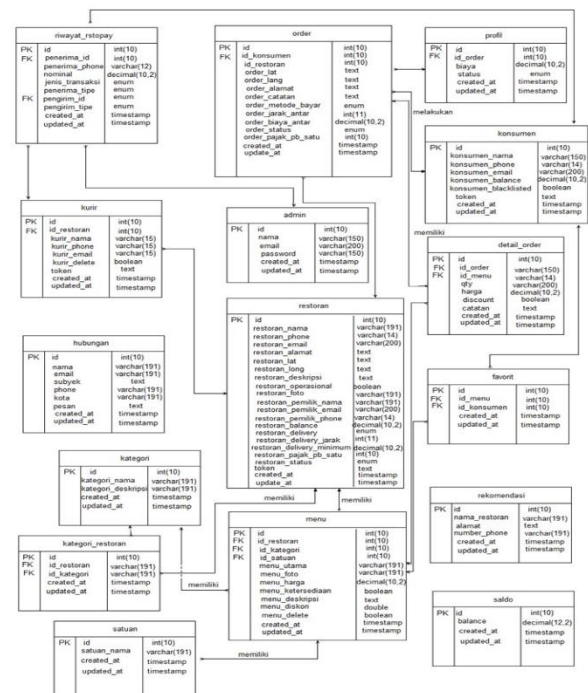 riwayat_rstopay
PK id int(10)
FK penerima_id int(10)
penerima_phone varchar(12)
nominal decimal(10,2)
jenis_transaksi enum
penerima_tipe enum
FK pengirim_id enum
pengirim_tipe enum
created_at timestamp
updated_at timestamp
order
PK id int(10)
FK id_konsumen int(10)
id_restoran int(10)
order_lat text
order_lang text
order_alamat text
order_catatan text
order_metode_bayar enum
order_jarak_antar int(11)
order_biaya_antar decimal(10,2)
order_status enum
order_pajak_pb_satu int(10)
created_at timestamp
update_at timestamp
profil
PK id int(10)
FK id_order int(10)
biaya decimal(10,2)
status enum
created_at timestamp
updated_at timestamp
melakukan
konsumen
PK id int(10)
konsumen_nama varchar(150)
konsumen_phone varchar(14)
konsumen_email varchar(200)
konsumen_balance decimal(10,2)
konsumen_blacklisted boolean
token text
created_at timestamp
updated_at timestamp
memiliki
kurir
PK id int(10)
FK id_restoran int(10)
kurir_nama varchar(15)
kurir_phone varchar(15)
kurir_email varchar(15)
kurir_delete boolean
token text
created_at timestamp
updated_at timestamp
admin
PK id int(10)
nama varchar(150)
email varchar(200)
password varchar(150)
created_at timestamp
updated_at timestamp
detail_order
PK id int(10)
FK id_order varchar(150)
FK id_menu varchar(14)
qty varchar(200)
harga decimal(10,2)
discount boolean
catatan text
created_at timestamp
updated_at timestamp
restoran
PK id int(10)
restoran_nama varchar(191)
restoran_phone varchar(14)
restoran_email varchar(200)
restoran_alamat text
restoran_lat text
restoran_long text
restoran_deskripsi text
restoran_operasional boolean
restoran_foto varchar(191)
restoran_pemilik_nama varchar(191)
restoran_pemilik_email varchar(200)
restoran_pemilik_phone varchar(14)
restoran_balance decimal(10,2)
restoran_delivery enum
restoran_delivery_jarak int(11)
restoran_delivery_minimum decimal(10,2)
restoran_pajak_pb_satu int(10)
restoran_status enum
token text
created_at timestamp
update_at timestamp
hubungan
id int(10)
nama varchar(191)
email varchar(191)
subyek text
phone varchar(191)
kota varchar(191)
pesan text
created_at timestamp
updated_at timestamp
favorit
PK id int(10)
FK id_menu int(10)
FK id_konsumen int(10)
created_at timestamp
updated_at timestamp
kategori
PK id int(10)
kategori_nama varchar(191)
kategori_deskripsi varchar(191)
created_at timestamp
updated_at timestamp
memiliki
memiliki
rekomendasi
PK id int(10)
nama_restoran varchar(191)
alamat text
number_phone varchar(191)
created_at timestamp
updated_at timestamp
kategori_restoran
PK id int(10)
FK id_restoran varchar(191)
FK id_kategori varchar(191)
created_at timestamp
updated_at timestamp
memiliki
menu
PK id int(10)
FK id_restoran int(10)
FK id_kategori int(10)
FK id_satuan int(10)
menu_utama varchar(191)
menu_foto varchar(191)
menu_harga decimal(10,2)
menu_ketersediaan boolean
menu_deskripsi text
menu_diskon double
menu_delete boolean
created_at timestamp
updated_at timestamp
saldo
PK id int(10)
balance decimal(12,2)
created_at timestamp
updated_at timestamp
satuan
PK id int(10)
satuan_nama varchar(191)
created_at timestamp
updated_at timestamp
memiliki